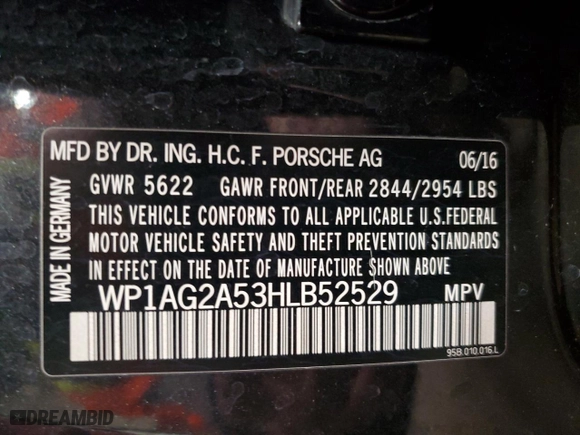 MFD BY DR. ING. H.C. F. PORSCHE AG 06/16
GVWR 5622 GAWR FRONT/REAR 2844/2954 LBS
THIS VEHICLE CONFORMS TO ALL APPLICABLE U.S.FEDERAL
MOTOR VEHICLE SAFETY AND THEFT PREVENTION STANDARDS
IN EFFECT ON THE DATE OF MANUFACTURE SHOWN ABOVE
WP1AG2A53HLB52529 MPV
95B.010.016.L
MADE IN GERMANY
DREAMBID